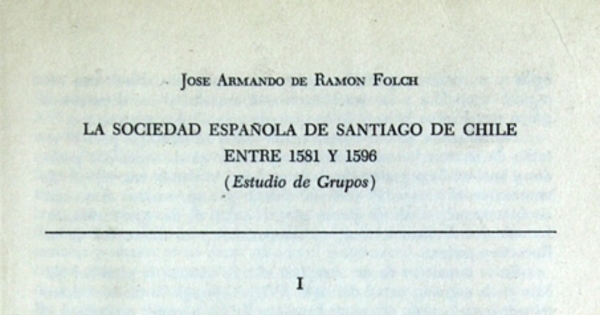 Jose Armando de Ramon Folch
LA SOCIEDAD ESPAÑOLA DE SANTIAGO DE CHILE
ENTRE 1581 Y 1596
(Estudio de Grupos)
I